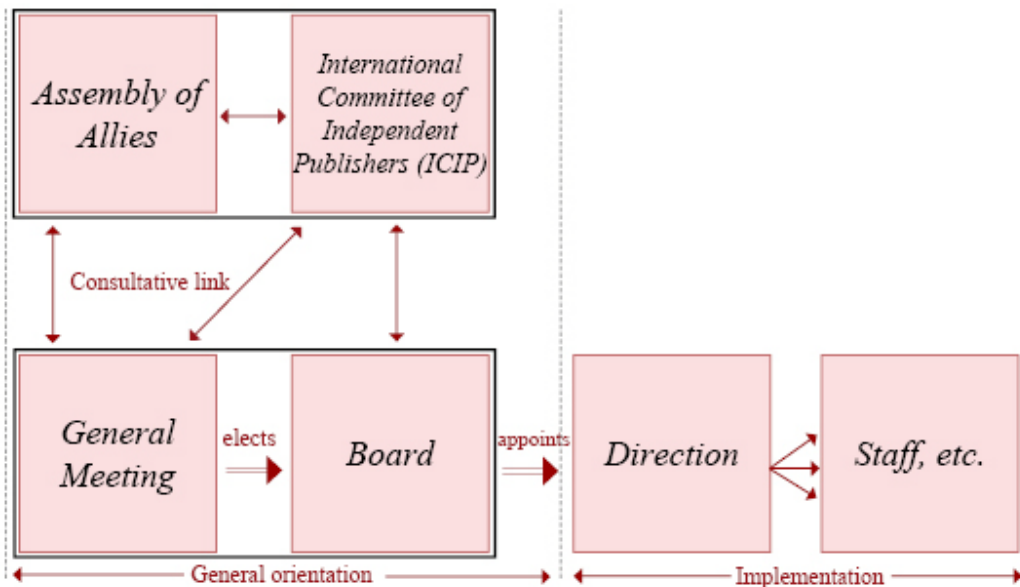 Assembly of
Allies
International
Committee of
Independent
Publishers (ICIP)
Consultative link
General
Meeting
elects
Board
appoints
Direction
Staff, etc.
General orientation
Implementation